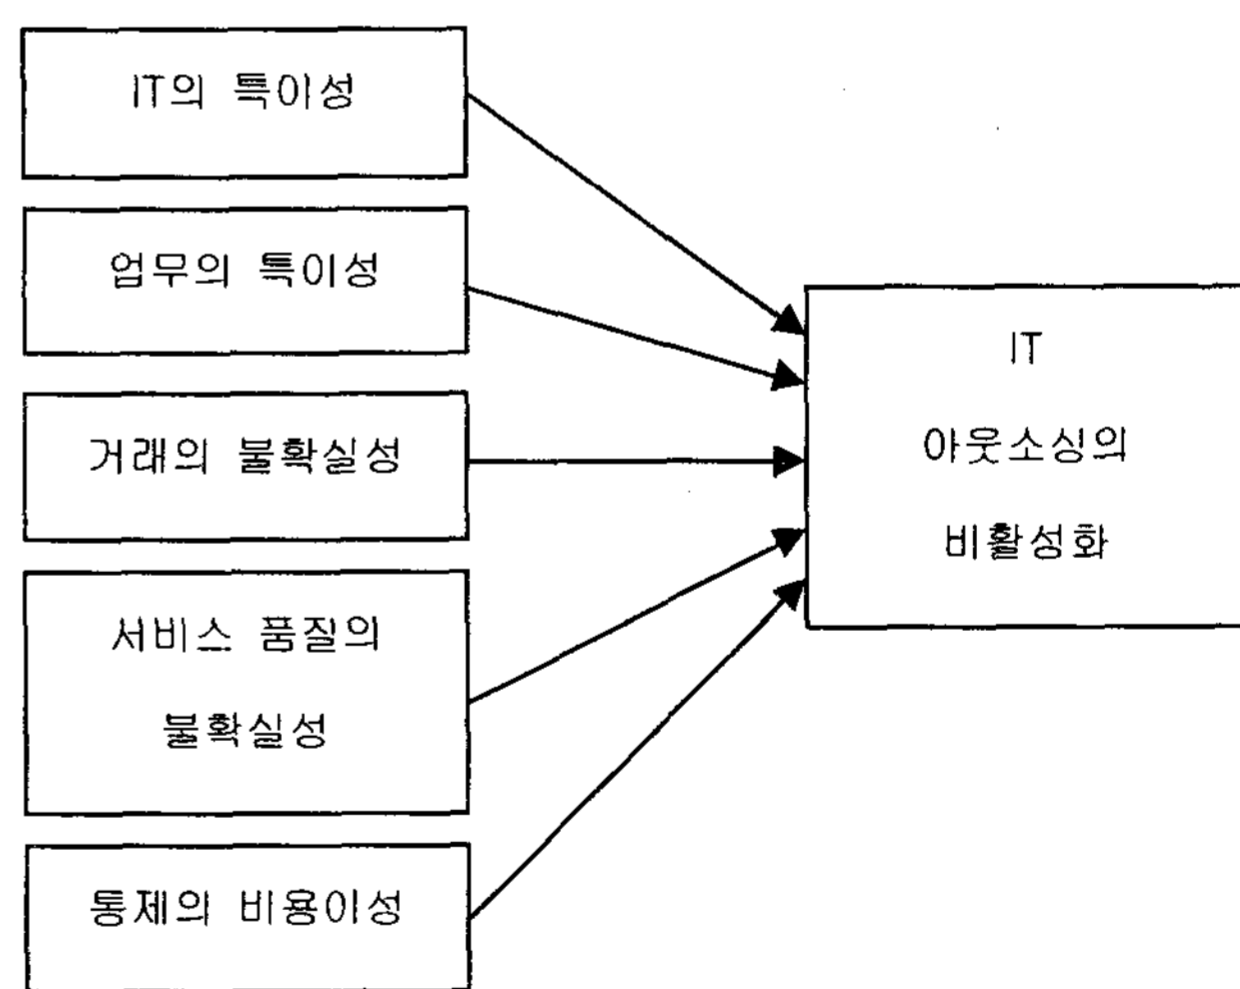 IT의 특이성
업무의 특이성
거래의 불확실성
서비스 품질의
불확실성
통제의 비용이성
IT
아웃소싱의
비활성화